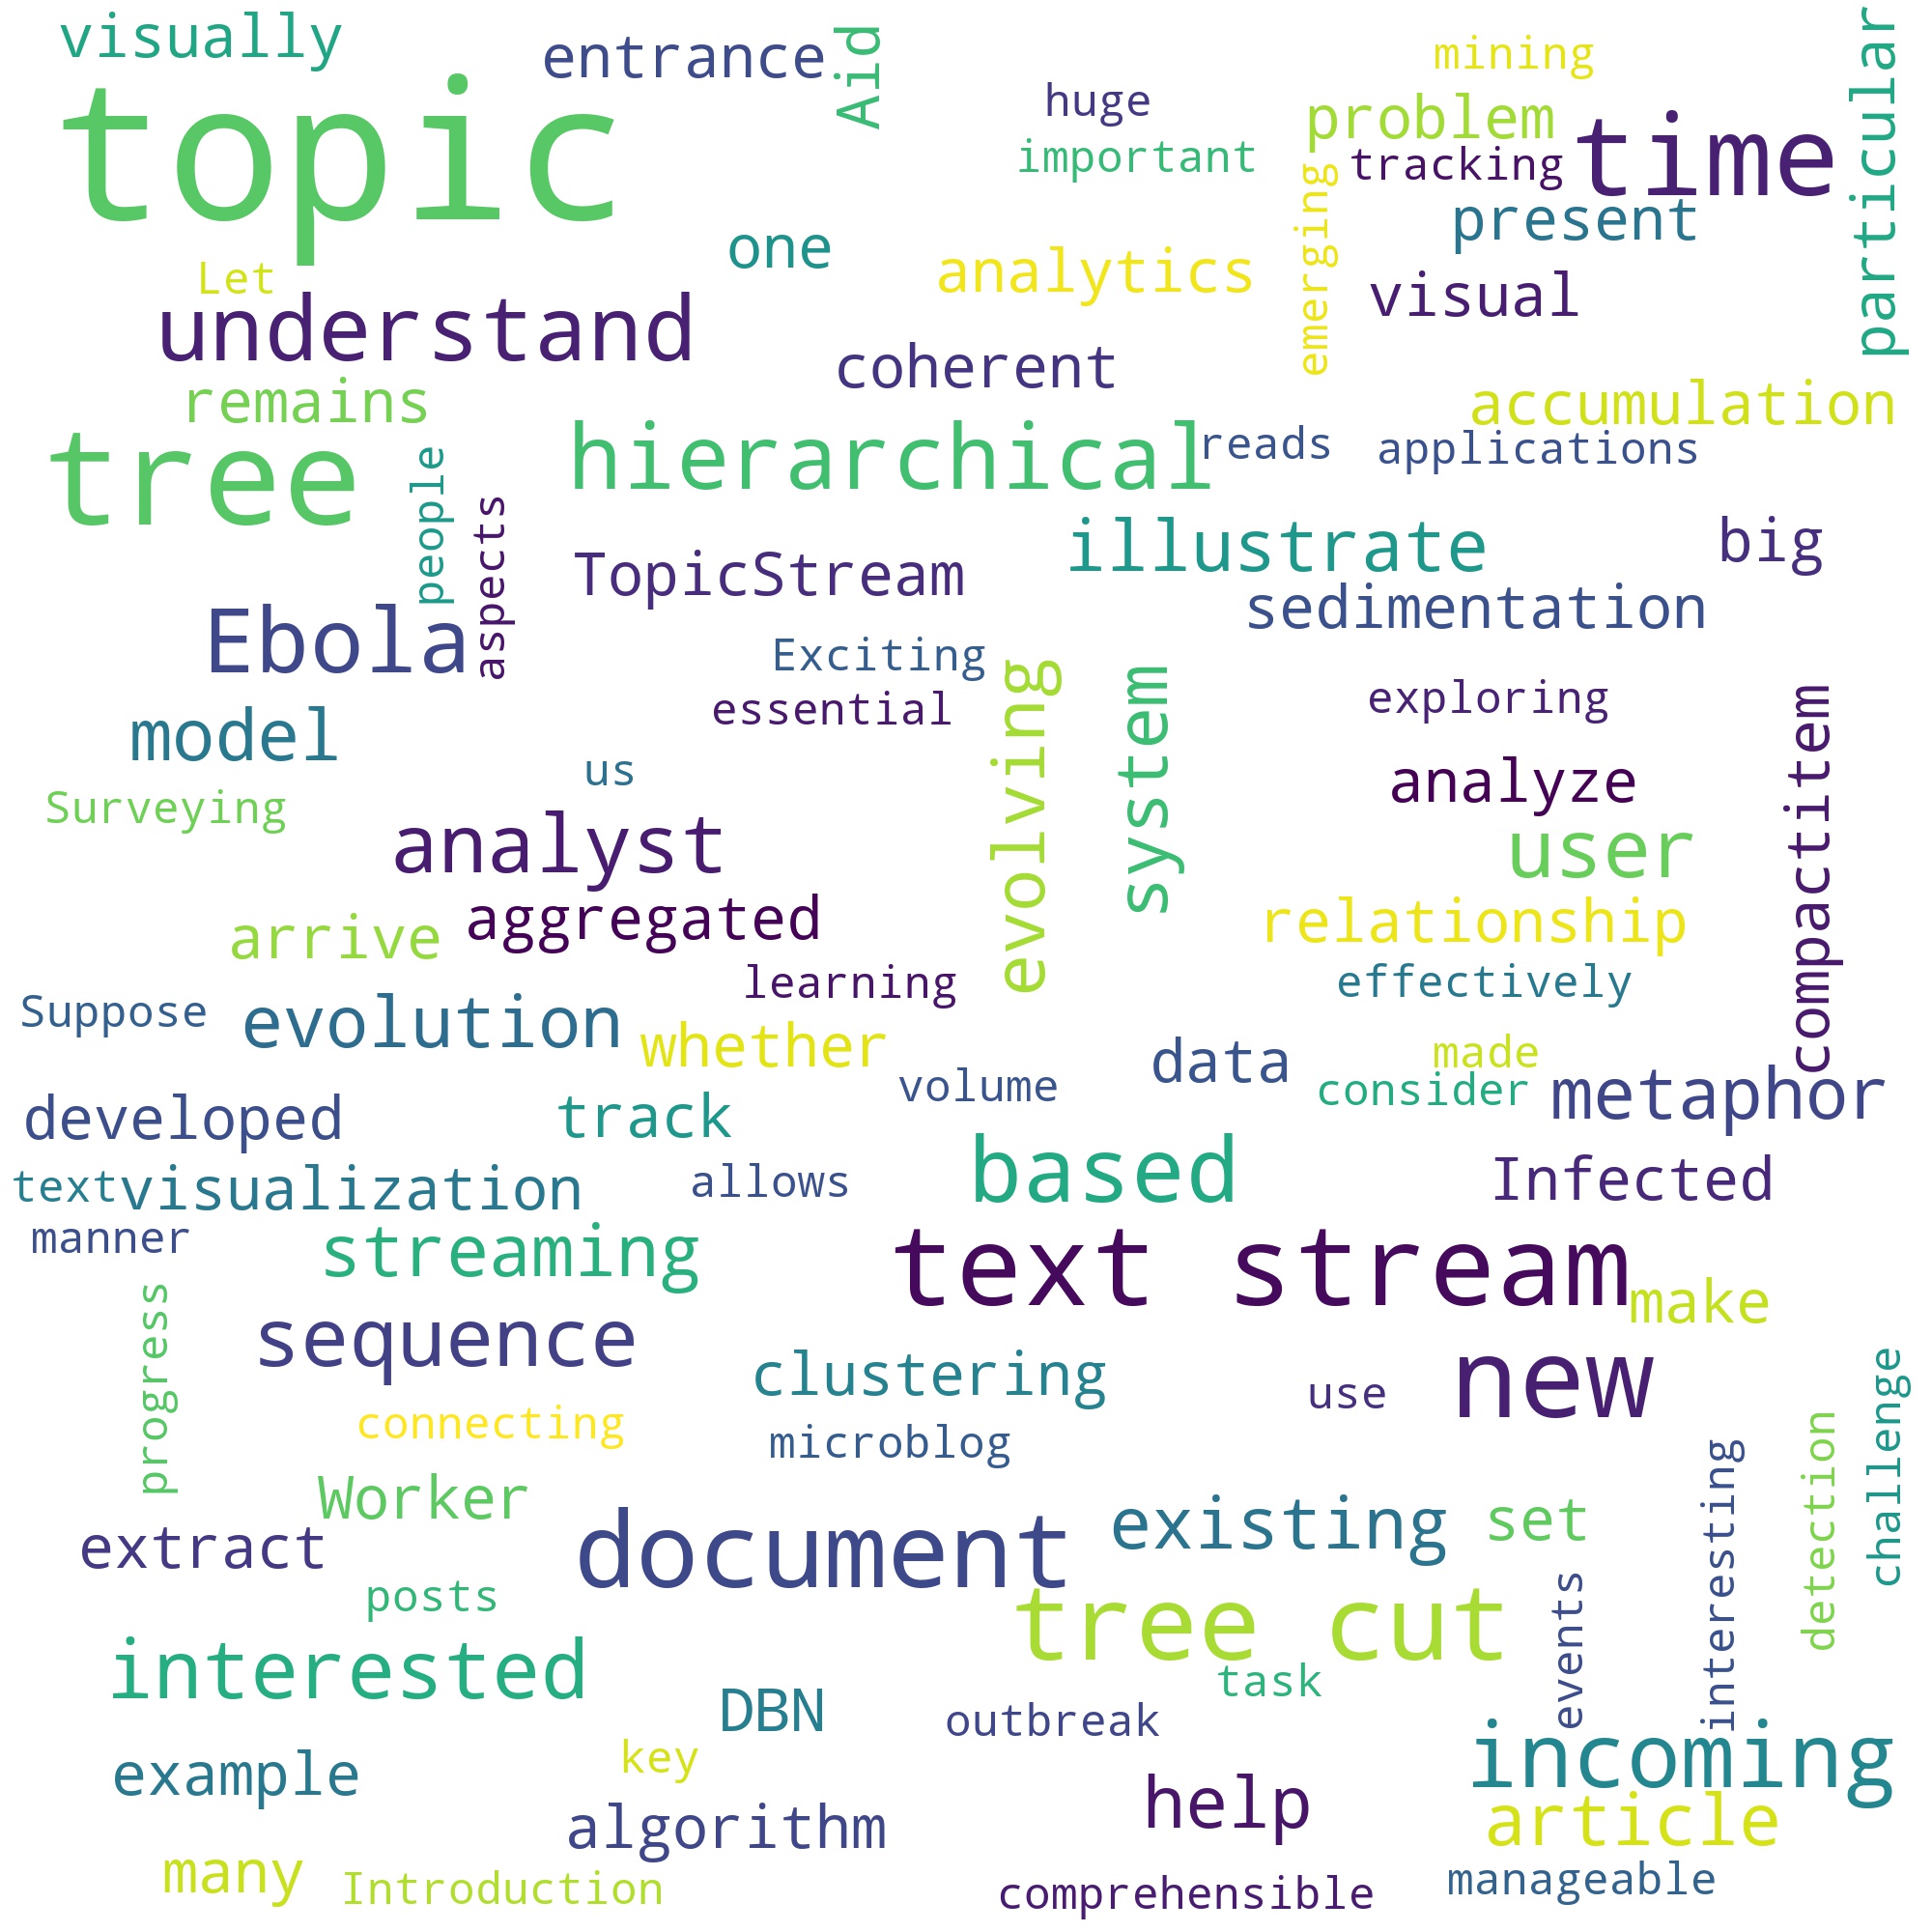 visually
entrance
Aid
mining
particular
huge
problem
topic
time
important
tracking
emerging
present
one
analytics
Let
visual
understand
coherent
remains
accumulation
tree
hierarchical
reads
applications
people
aspects
illustrate
big
TopicStream
sedimentation
Ebola
Exciting
evolving
system
exploring
compactitem
essential
model
us
analyze
Surveying
analyst
user
arrive
aggregated
relationship
learning
effectively
Suppose
evolution
whether
data
made
volume
consider
metaphor
developed
track
text
visualization
allows
based
Infected
manner
streaming
text stream
make
progress
sequence
clustering
new
challenge
use
connecting
microblog
detection
interesting
Worker
extract
document
existing
set
posts
tree cut
events
interested
task
DBN
outbreak
incoming
key
example
help
algorithm
article
many
Introduction
comprehensible
manageable